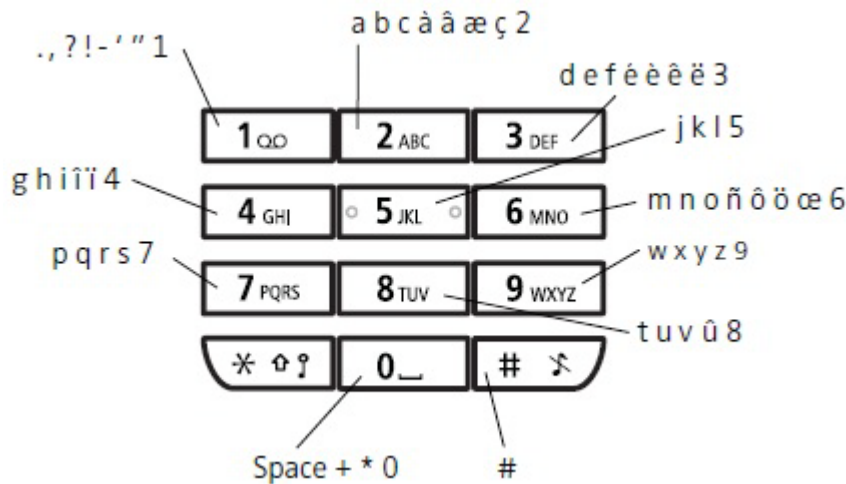 a b c à â æ ç 2
. , ? ! - ‘ ” 1
d e f é è ê ë 3
j k l 5
1
2 ABC
3 DEF
g h i î ï 4
m n o ñ ô ö œ 6
4 GHI
5 JKL
6 MNO
p q r s 7
w x y z 9
7 PQRS
8 TUV
9 WXYZ
t u v û 8
* 
0
#
Space + * 0
#